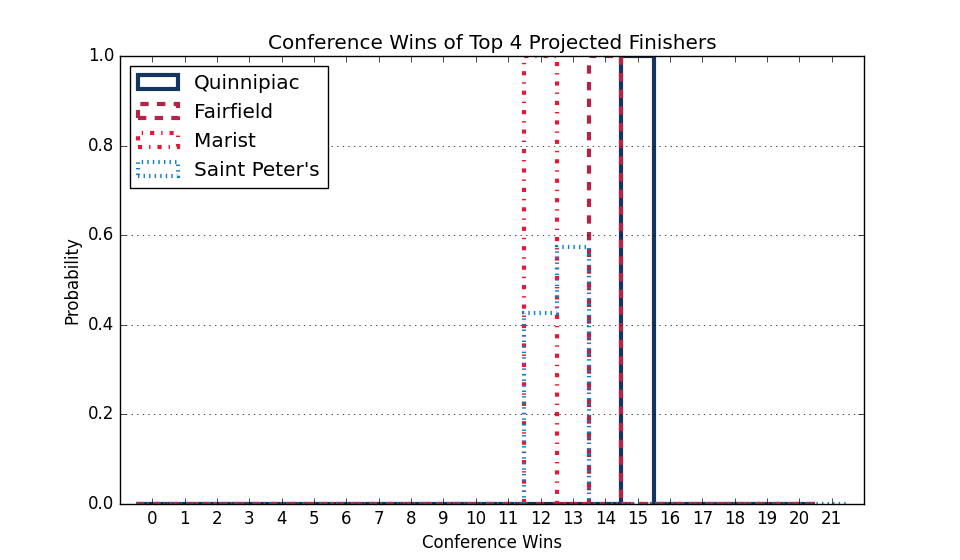 Conference Wins of Top 4 Projected Finishers
1.0
0.8
0.6
0.4
0.2
0.0
Probability
Quinnipiac
Fairfield
Marist
Saint Peter's
0 1 2 3 4 5 6 7 8 9 10 11 12 13 14 15 16 17 18 19 20 21
Conference Wins